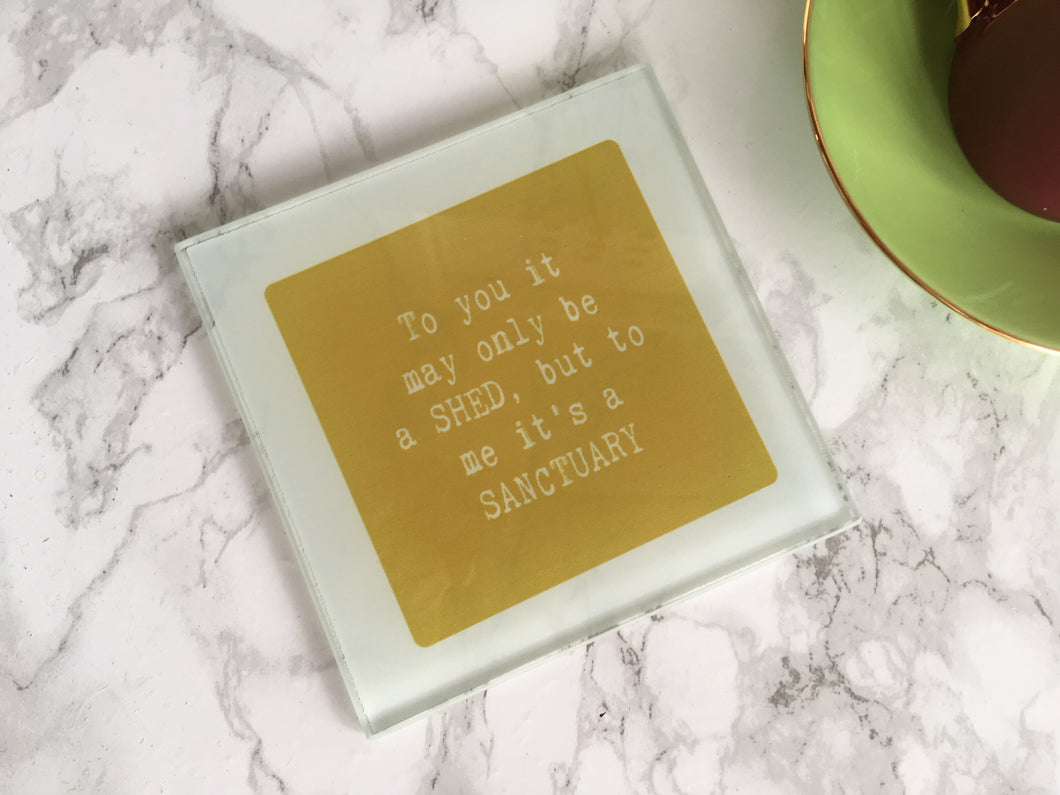 To you it
may only be
a SHED, but to
me it's a
SANCTUARY